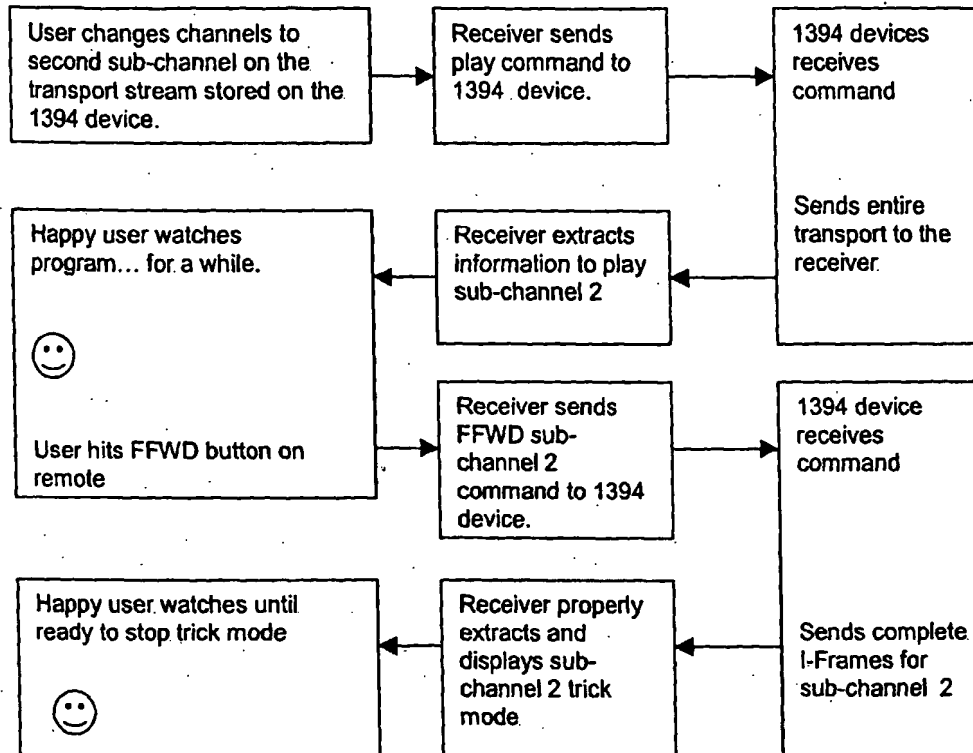 User changes channels to
second sub-channel on the
transport stream stored on the
1394 device.
Receiver sends
play command to
1394 device.
1394 devices
receives
command
Sends entire
transport to the
receiver.
Receiver extracts
information to play
sub-channel 2
Happy user watches
program... for a while.
User hits FFWD button on
remote
Receiver sends
FFWD sub-
channel 2
command to 1394
device.
1394 device
receives
command
Sends complete
I-Frames for
sub-channel 2
Receiver properly
extracts and
displays sub-
channel 2 trick
mode
Happy user watches until
ready to stop trick mode